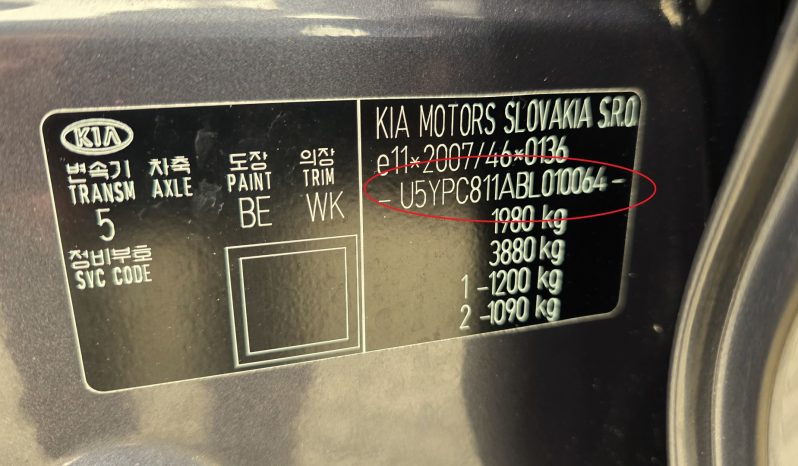 KIA
변속기 차축 도장 의장
TRANSM AXLE PAINT TRIM
5 BE WK
정비부호
SVC CODE
KIA MOTORS SLOVAKIA S.R.O.
e11*2007/46*0136
- U5YPC811ABL010064 -
1980 kg
3880 kg
1 -1200 kg
2 -1090 kg